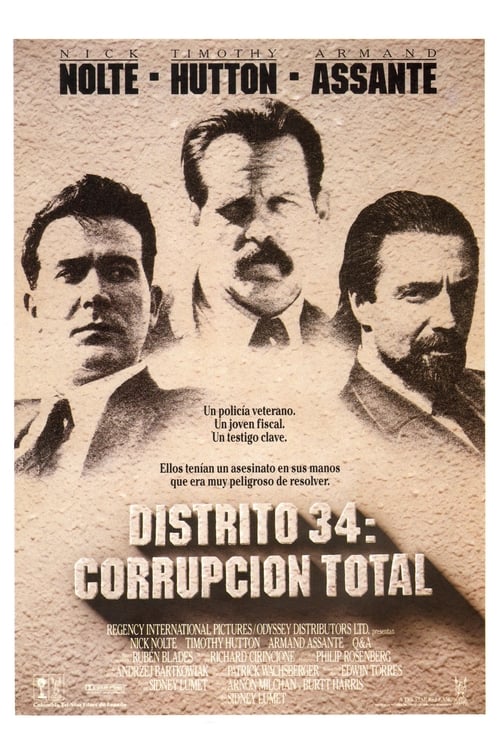 NICK TIMOTHY ARMAND
NOLTE · HUTTON · ASSANTE
Un policía veterano.
Un joven fiscal.
Un testigo clave.
Ellos tenían un asesinato en sus manos
que era muy peligroso de resolver.
DISTRITO 34:
CORRUPCION TOTAL
REGENCY INTERNATIONAL PICTURES/ODYSSEY DISTRIBUTORS LTD. presentan
NICK NOLTE TIMOTHY HUTTON ARMAND ASSANTE Q&A
RUBEN BLADES RICHARD CIRINCIONE PHILIP ROSENBERG
ANDRZEJ BARTKOWIAK PATRICK WACHSBERGER EDWIN TORRES
SIDNEY LUMET ARNON MILCHAN BURTT HARRIS
SIDNEY LUMET